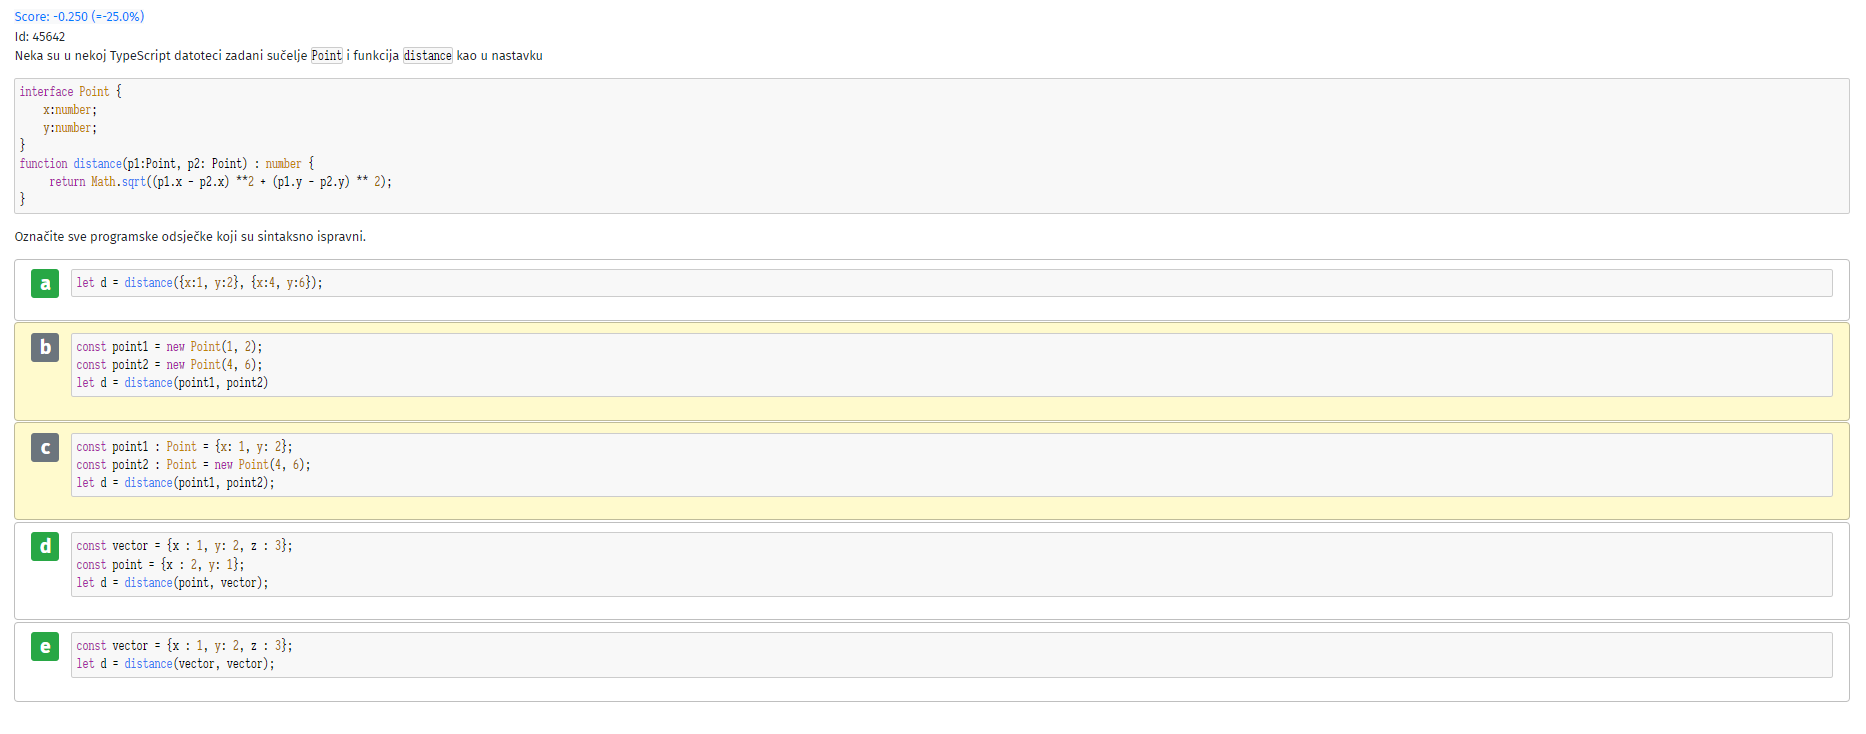 Score: -0.250 (=-25.0%)
Id: 45642
Neka su u nekoj TypeScript datoteci zadani sučelje Point i funkcija distance kao u nastavku
interface Point {
    x:number;
    y:number;
}
function distance(p1:Point, p2: Point) : number {
     return Math.sqrt((p1.x - p2.x) **2 + (p1.y - p2.y) ** 2);
}
Označite sve programske odsječke koji su sintaksno ispravni.
a
let d = distance({x:1, y:2}, {x:4, y:6});
b
const point1 = new Point(1, 2);
const point2 = new Point(4, 6);
let d = distance(point1, point2)
c
const point1 : Point = {x: 1, y: 2};
const point2 : Point = new Point(4, 6);
let d = distance(point1, point2);
d
const vector = {x : 1, y: 2, z : 3};
const point = {x : 2, y: 1};
let d = distance(point, vector);
e
const vector = {x : 1, y: 2, z : 3};
let d = distance(vector, vector);